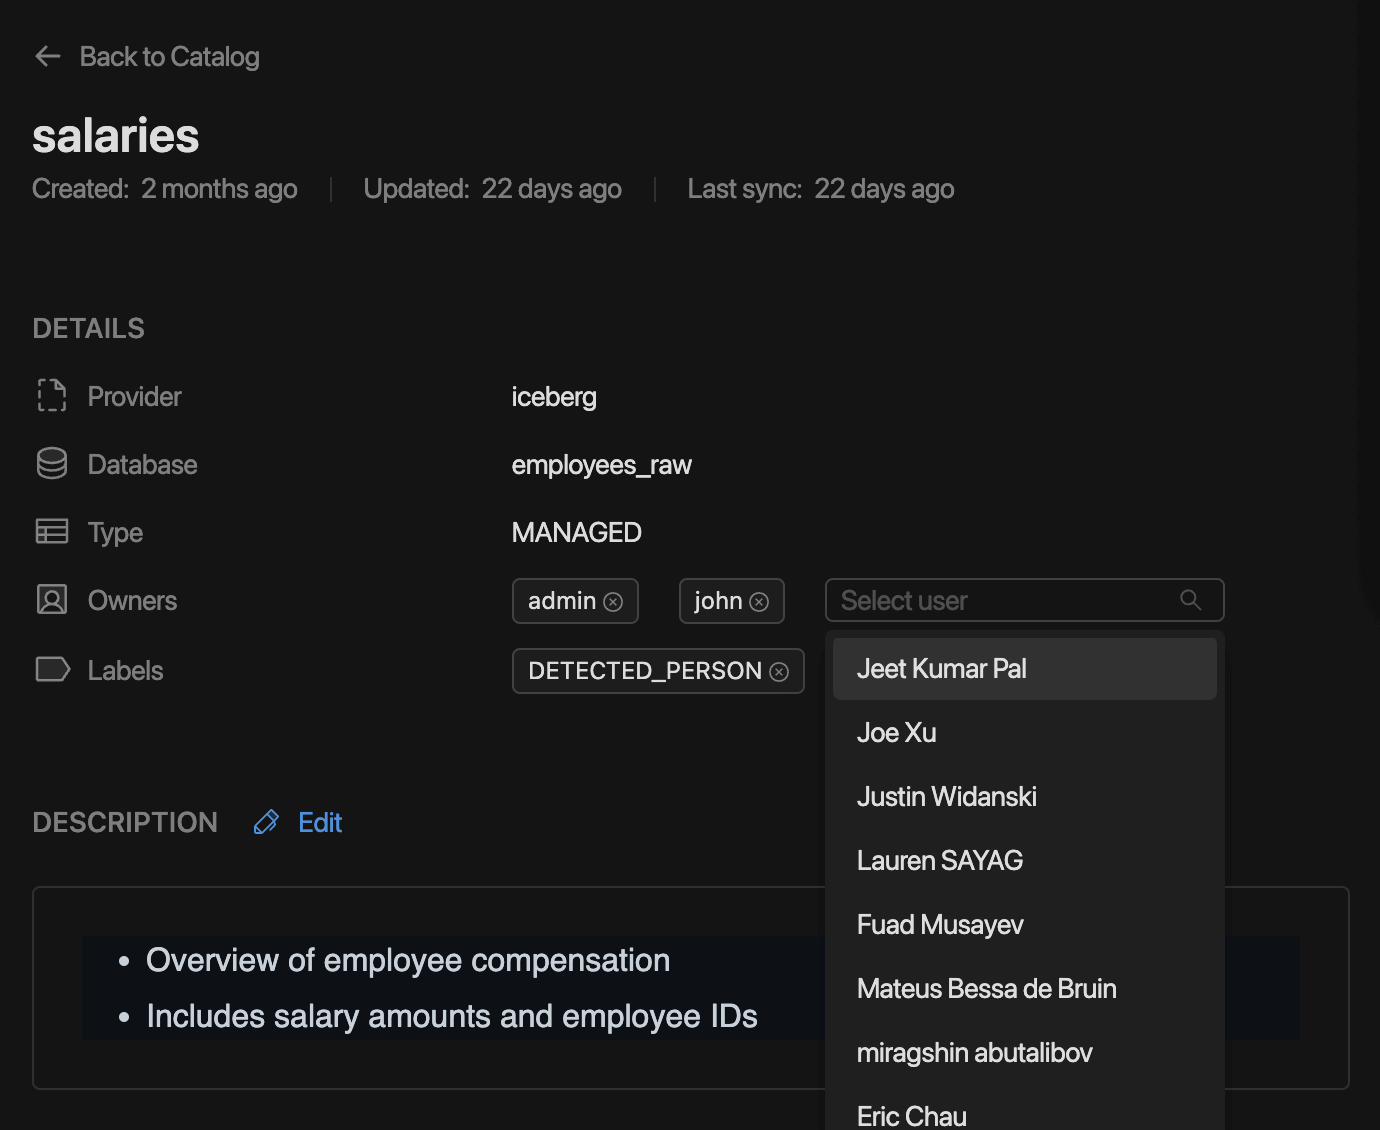 Back to Catalog
salaries
Created: 2 months ago
Updated: 22 days ago
Last sync: 22 days ago
DETAILS
Provider
iceberg
Database
employees_raw
Type
MANAGED
Owners
admin
john
Select user
Labels
DETECTED_PERSON
Jeet Kumar Pal
Joe Xu
Justin Widanski
Lauren SAYAG
Fuad Musayev
Mateus Bessa de Bruin
miragshin abutalibov
Eric Chau
DESCRIPTION
Edit
• Overview of employee compensation
• Includes salary amounts and employee IDs